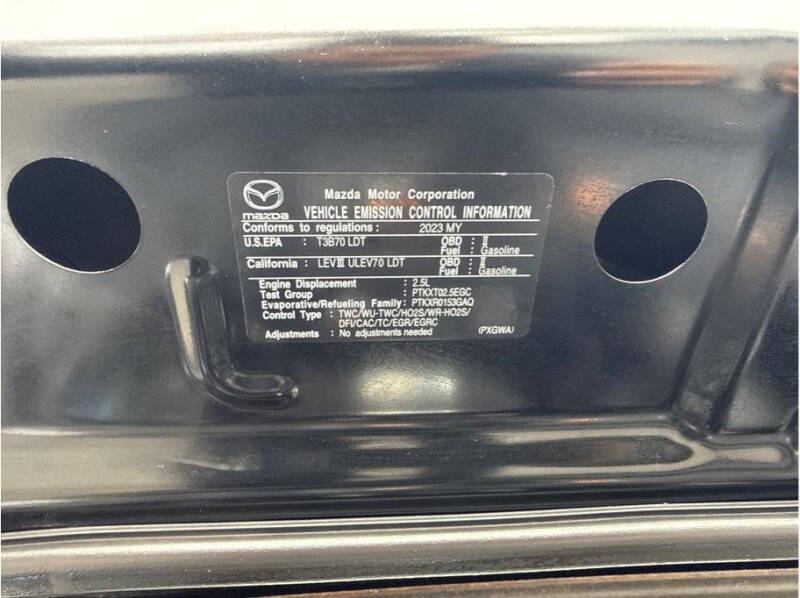 Mazda Motor Corporation
mazda VEHICLE EMISSION CONTROL INFORMATION
Conforms to regulations : 2023 MY
U.S.EPA : T3B70 LDT OBD : II
Fuel : Gasoline
California : LEVIII ULEV70 LDT OBD : II
Fuel : Gasoline
Engine Displacement : 2.5L
Test Group : PTKXT02.5EGC
Evaporative/Refueling Family: PTKXR0153GAQ
Control Type : TWC/WU-TWC/HO2S/WR-HO2S/
DFI/CAC/TC/EGR/EGRC
Adjustments : No adjustments needed (PXGWA)